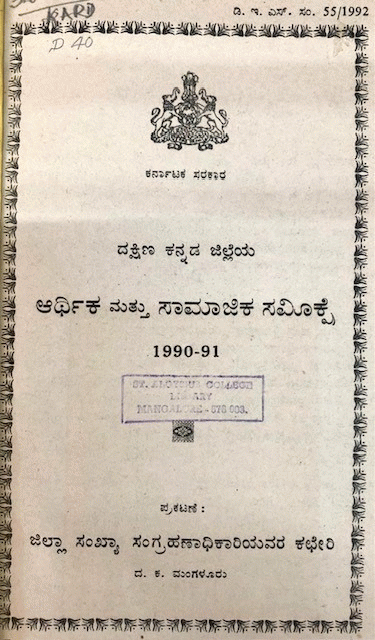 ಡಿ. ಇ. ಎಸ್. ಸಂ. 55/1992
KARD
D 40
ಕರ್ನಾಟಕ ಸರಕಾರ
ದಕ್ಷಿಣ ಕನ್ನಡ ಜಿಲ್ಲೆಯ
ಆರ್ಥಿಕ ಮತ್ತು ಸಾಮಾಜಿಕ ಸಮೀಕ್ಷೆ
1990-91
ST. ALOYSIUS COLLEGE
LIBRARY
MANGALORE - 575 003.
ಪ್ರಕಟಣೆ :
ಜಿಲ್ಲಾ ಸಂಖ್ಯಾ ಸಂಗ್ರಹಣಾಧಿಕಾರಿಯವರ ಕಛೇರಿ
ದ. ಕ. ಮಂಗಳೂರು